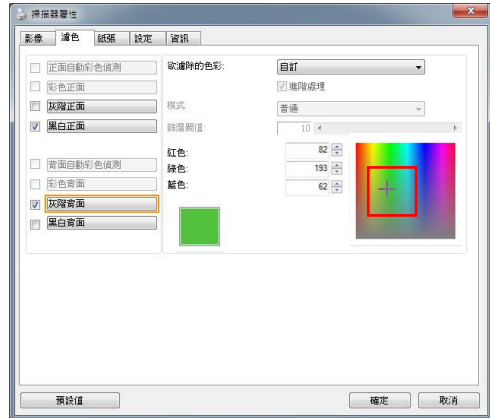 掃描器屬性
影像 濾色 紙張 設定 資訊
正面自動彩色偵測
彩色正面
灰階正面
黑白正面
背面自動彩色偵測
彩色背面
灰階背面
黑白背面
欲濾除的色彩: 自訂
進階處理
模式: 普通
篩選閥值: 10
紅色: 82
綠色: 193
藍色: 62
預設值 確定 取消